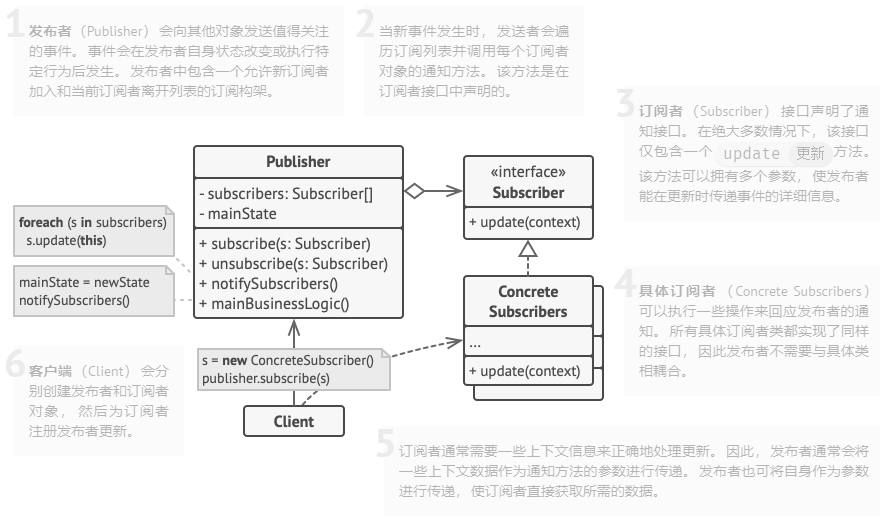 1
发布者 （Publisher） 会向其他对象发送值得关注
的事件。 事件会在发布者自身状态改变或执行特
定行为后发生。 发布者中包含一个允许新订阅者
加入和当前订阅者离开列表的订阅构架。
2
当新事件发生时， 发送者会遍
历订阅列表并调用每个订阅者
对象的通知方法。 该方法是在
订阅者接口中声明的。
3
订阅者 （Subscriber） 接口声明了通
知接口。 在绝大多数情况下， 该接口
仅包含一个 update 更新 方法。
该方法可以拥有多个参数， 使发布者
能在更新时传递事件的详细信息。
Publisher
- subscribers: Subscriber[]
- mainState
+ subscribe(s: Subscriber)
+ unsubscribe(s: Subscriber)
+ notifySubscribers()
+ mainBusinessLogic()
«interface»
Subscriber
+ update(context)
foreach (s in subscribers)
s.update(this)
mainState = newState
notifySubscribers()
Concrete
Subscribers
...
+ update(context)
4
具体订阅者 （Concrete Subscribers）
可以执行一些操作来回应发布者的通
知。 所有具体订阅者类都实现了同样
的接口， 因此发布者不需要与具体类
相耦合。
s = new ConcreteSubscriber()
publisher.subscribe(s)
Client
6
客户端 （Client） 会分
别创建发布者和订阅者
对象， 然后为订阅者
注册发布者更新。
5
订阅者通常需要一些上下文信息来正确地处理更新。 因此， 发布者通常会将
一些上下文数据作为通知方法的参数进行传递。 发布者也可将自身作为参数
进行传递， 使订阅者直接获取所需的数据。